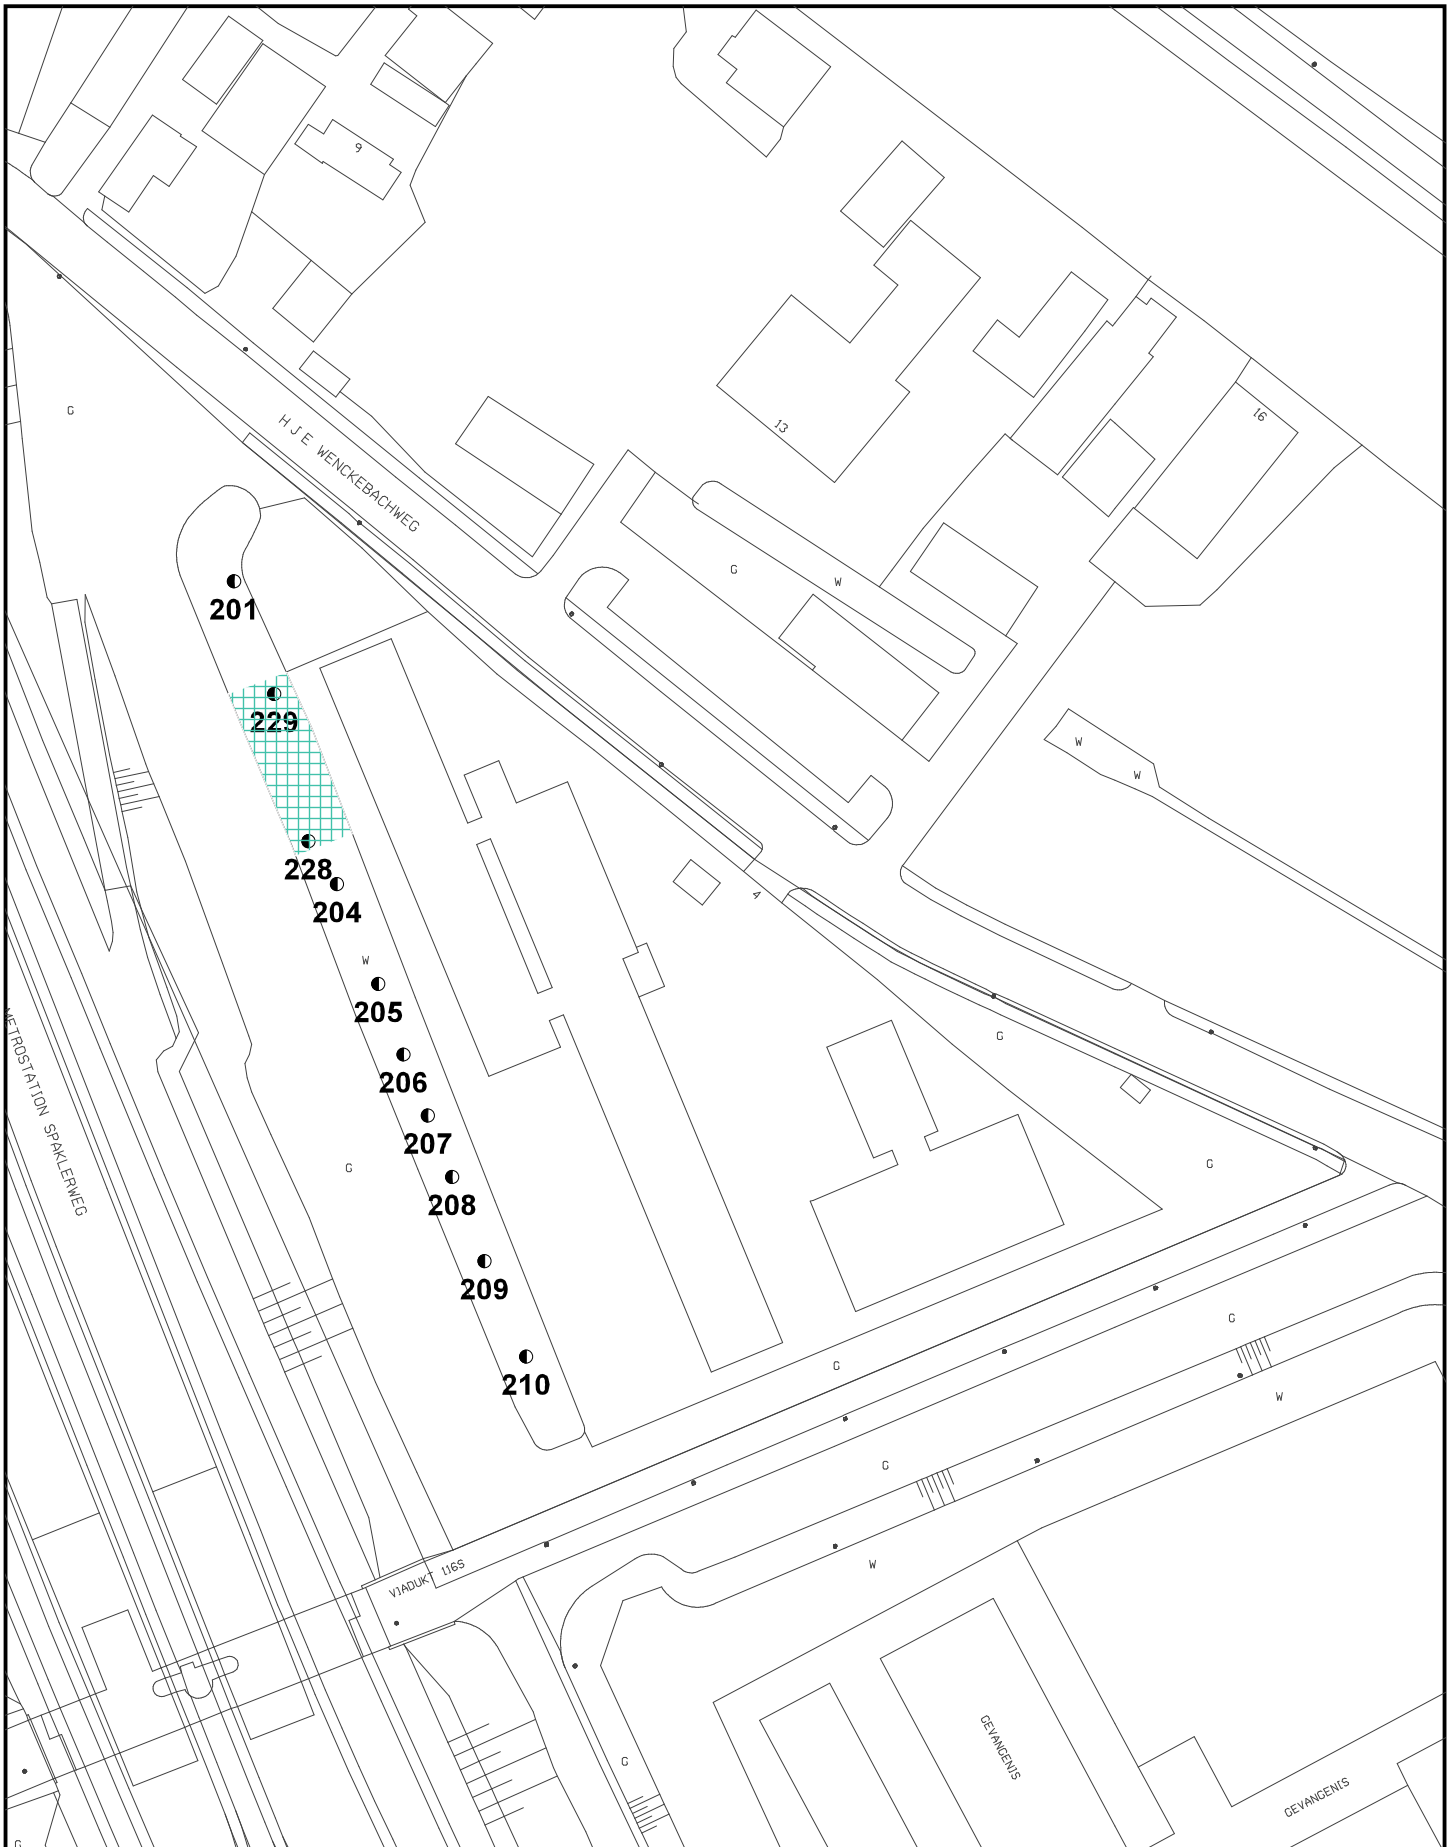 9
G
13
16
H J E WENCKEBACHWEG
G
W
201
229
W
W
228
204
4
W
205
G
206
207
G
G
208
METROSTATION SPAKLERWEG
209
G
G
210
W
G
W
VIADUKT 116S
GEVANGENIS
G
GEVANGENIS
G